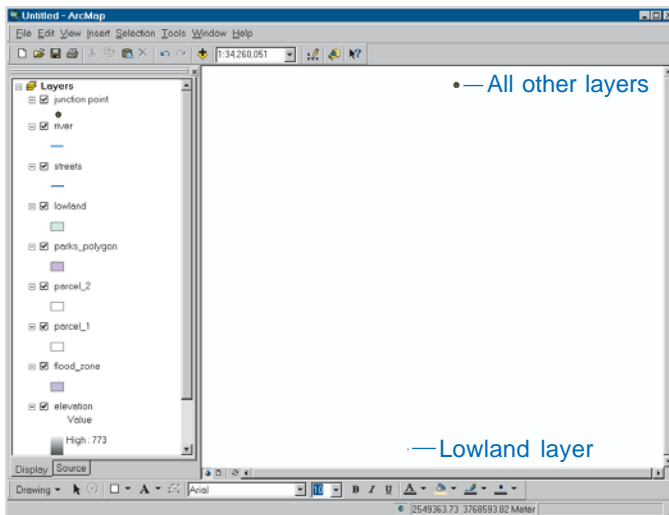 Untitled - ArcMap
File Edit View Insert Selection Tools Window Help
1:34,260,051
Layers
junction point
river
streets
lowland
parks_polygon
parcel_2
parcel_1
flood_zone
elevation
Value
High : 773
Display Source
All other layers
Lowland layer
Drawing A Arial 10 B I U A
2549363.73 3768593.82 Meter